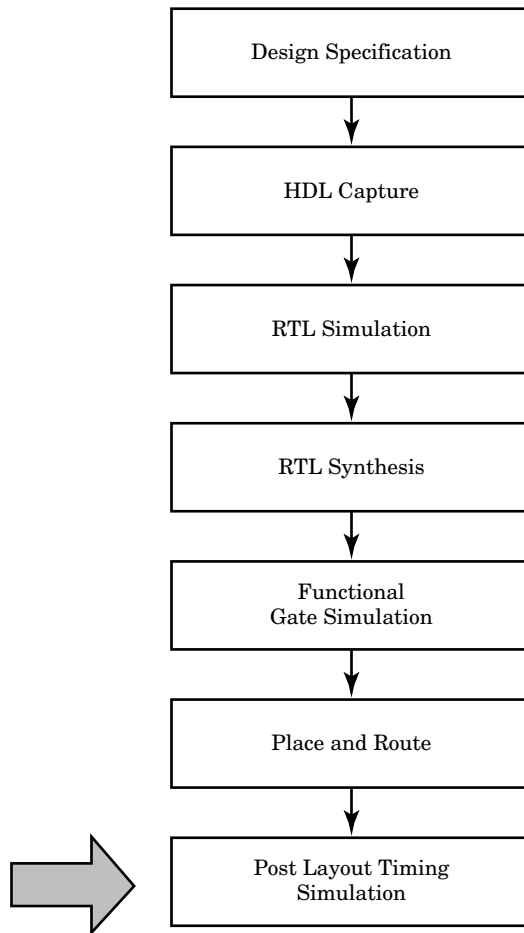 Design Specification
HDL Capture
RTL Simulation
RTL Synthesis
Functional
Gate Simulation
Place and Route
Post Layout Timing
Simulation